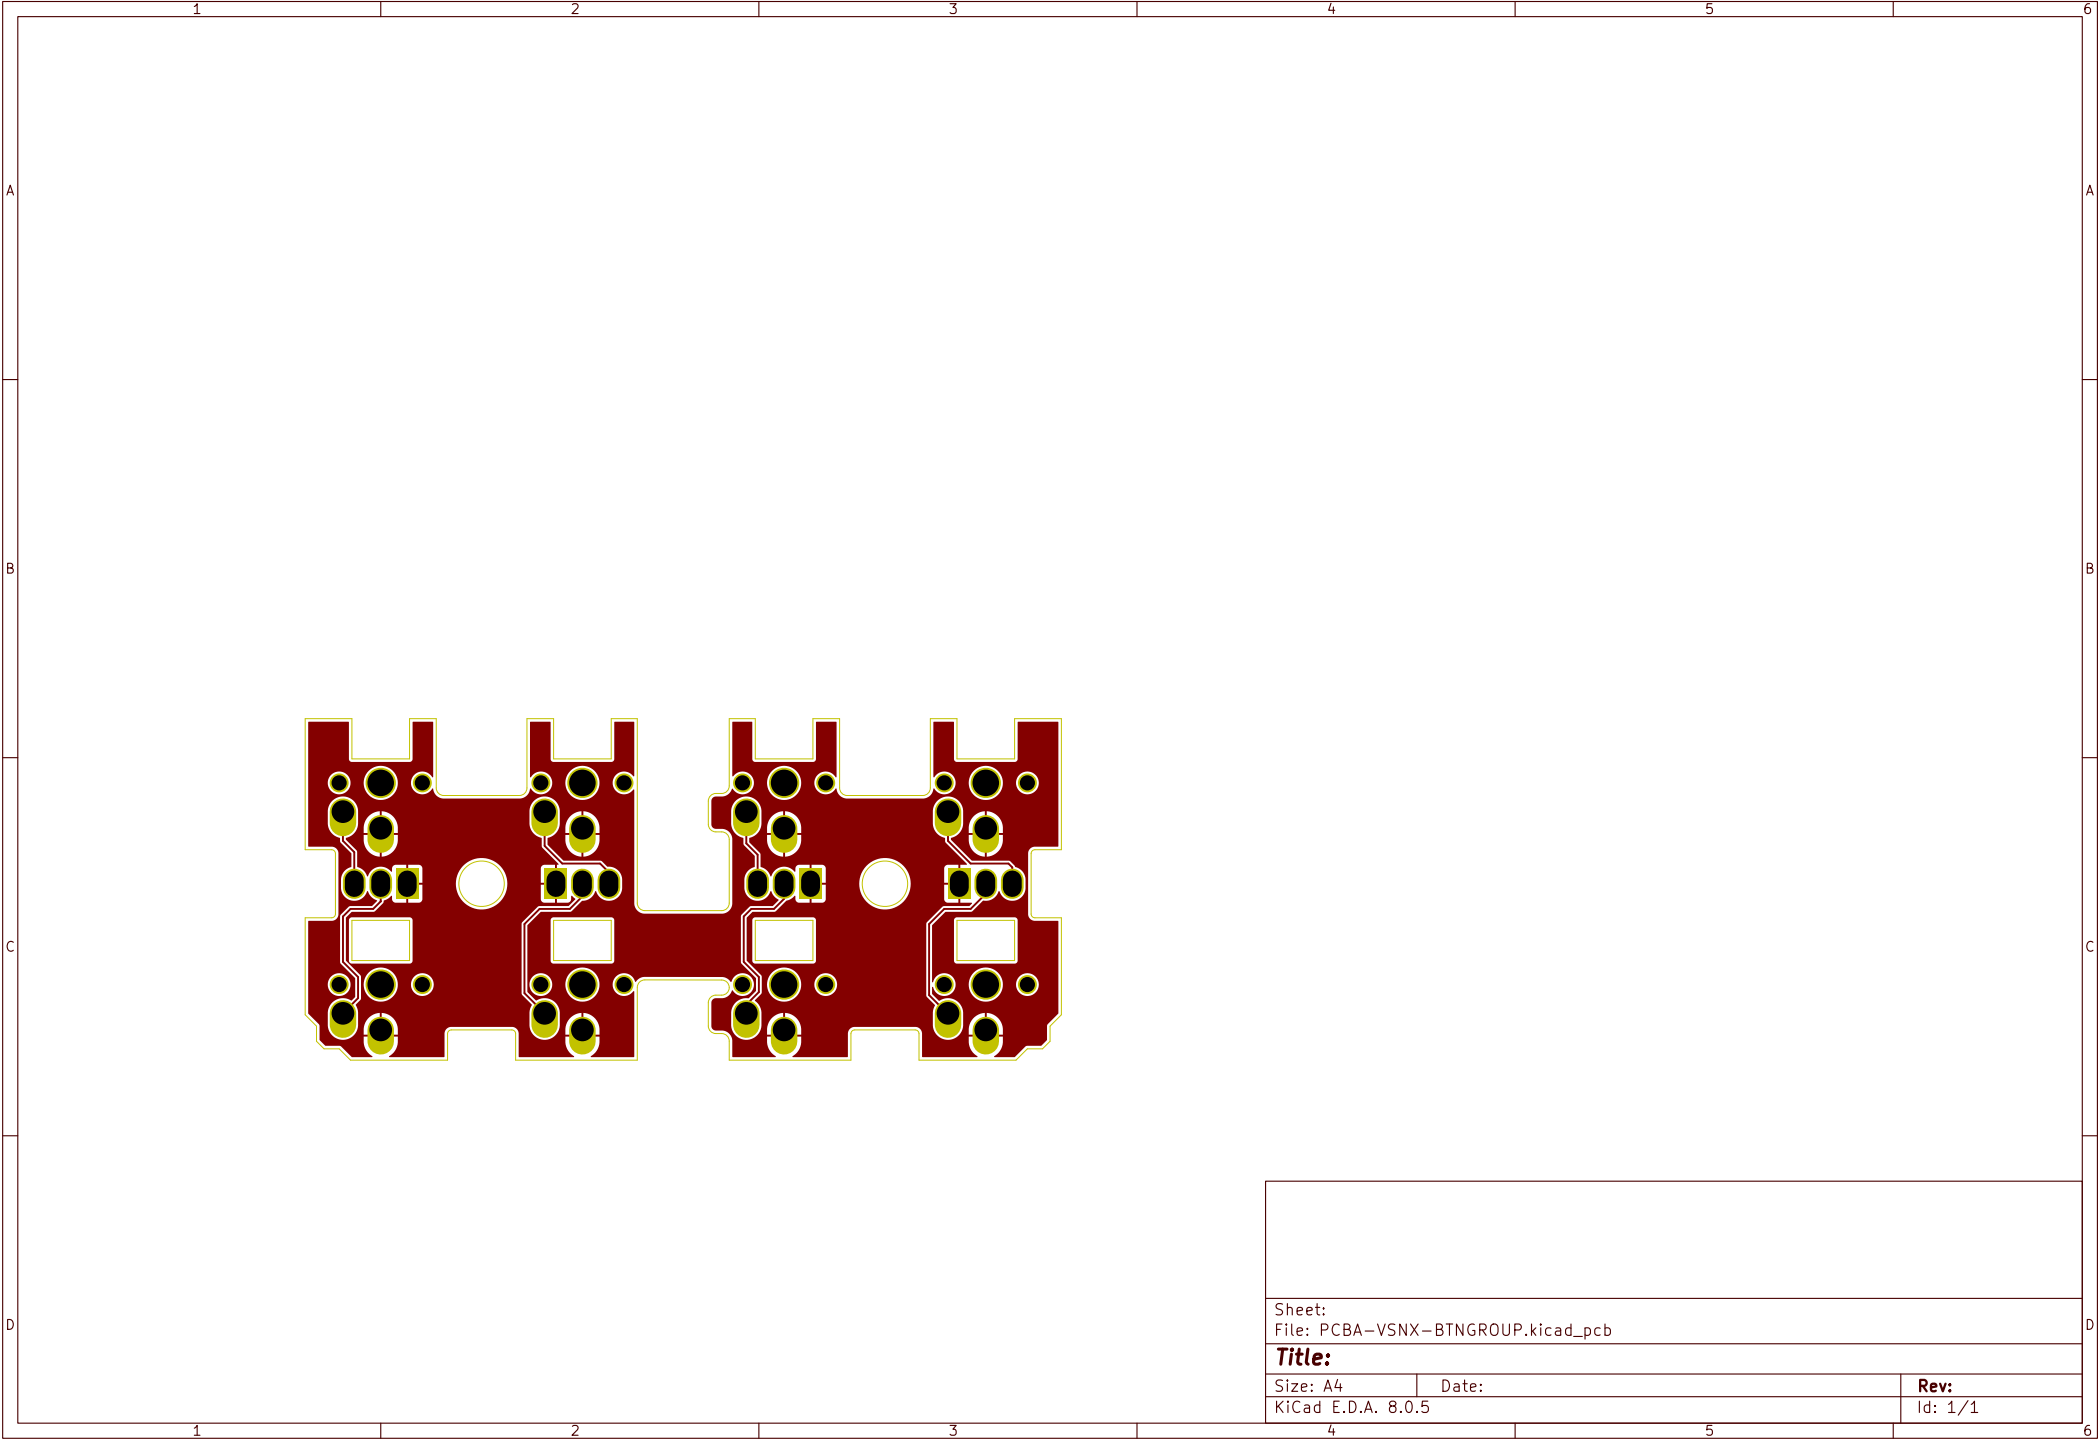 1 2 3 4 5 6
A A
B B
C C
Sheet:
File: PCBA-VSNX-BTNGROUP.kicad_pcb
D D
Title:
Size: A4 Date: Rev:
KiCad E.D.A. 8.0.5 Id: 1/1
1 2 3 4 5 6